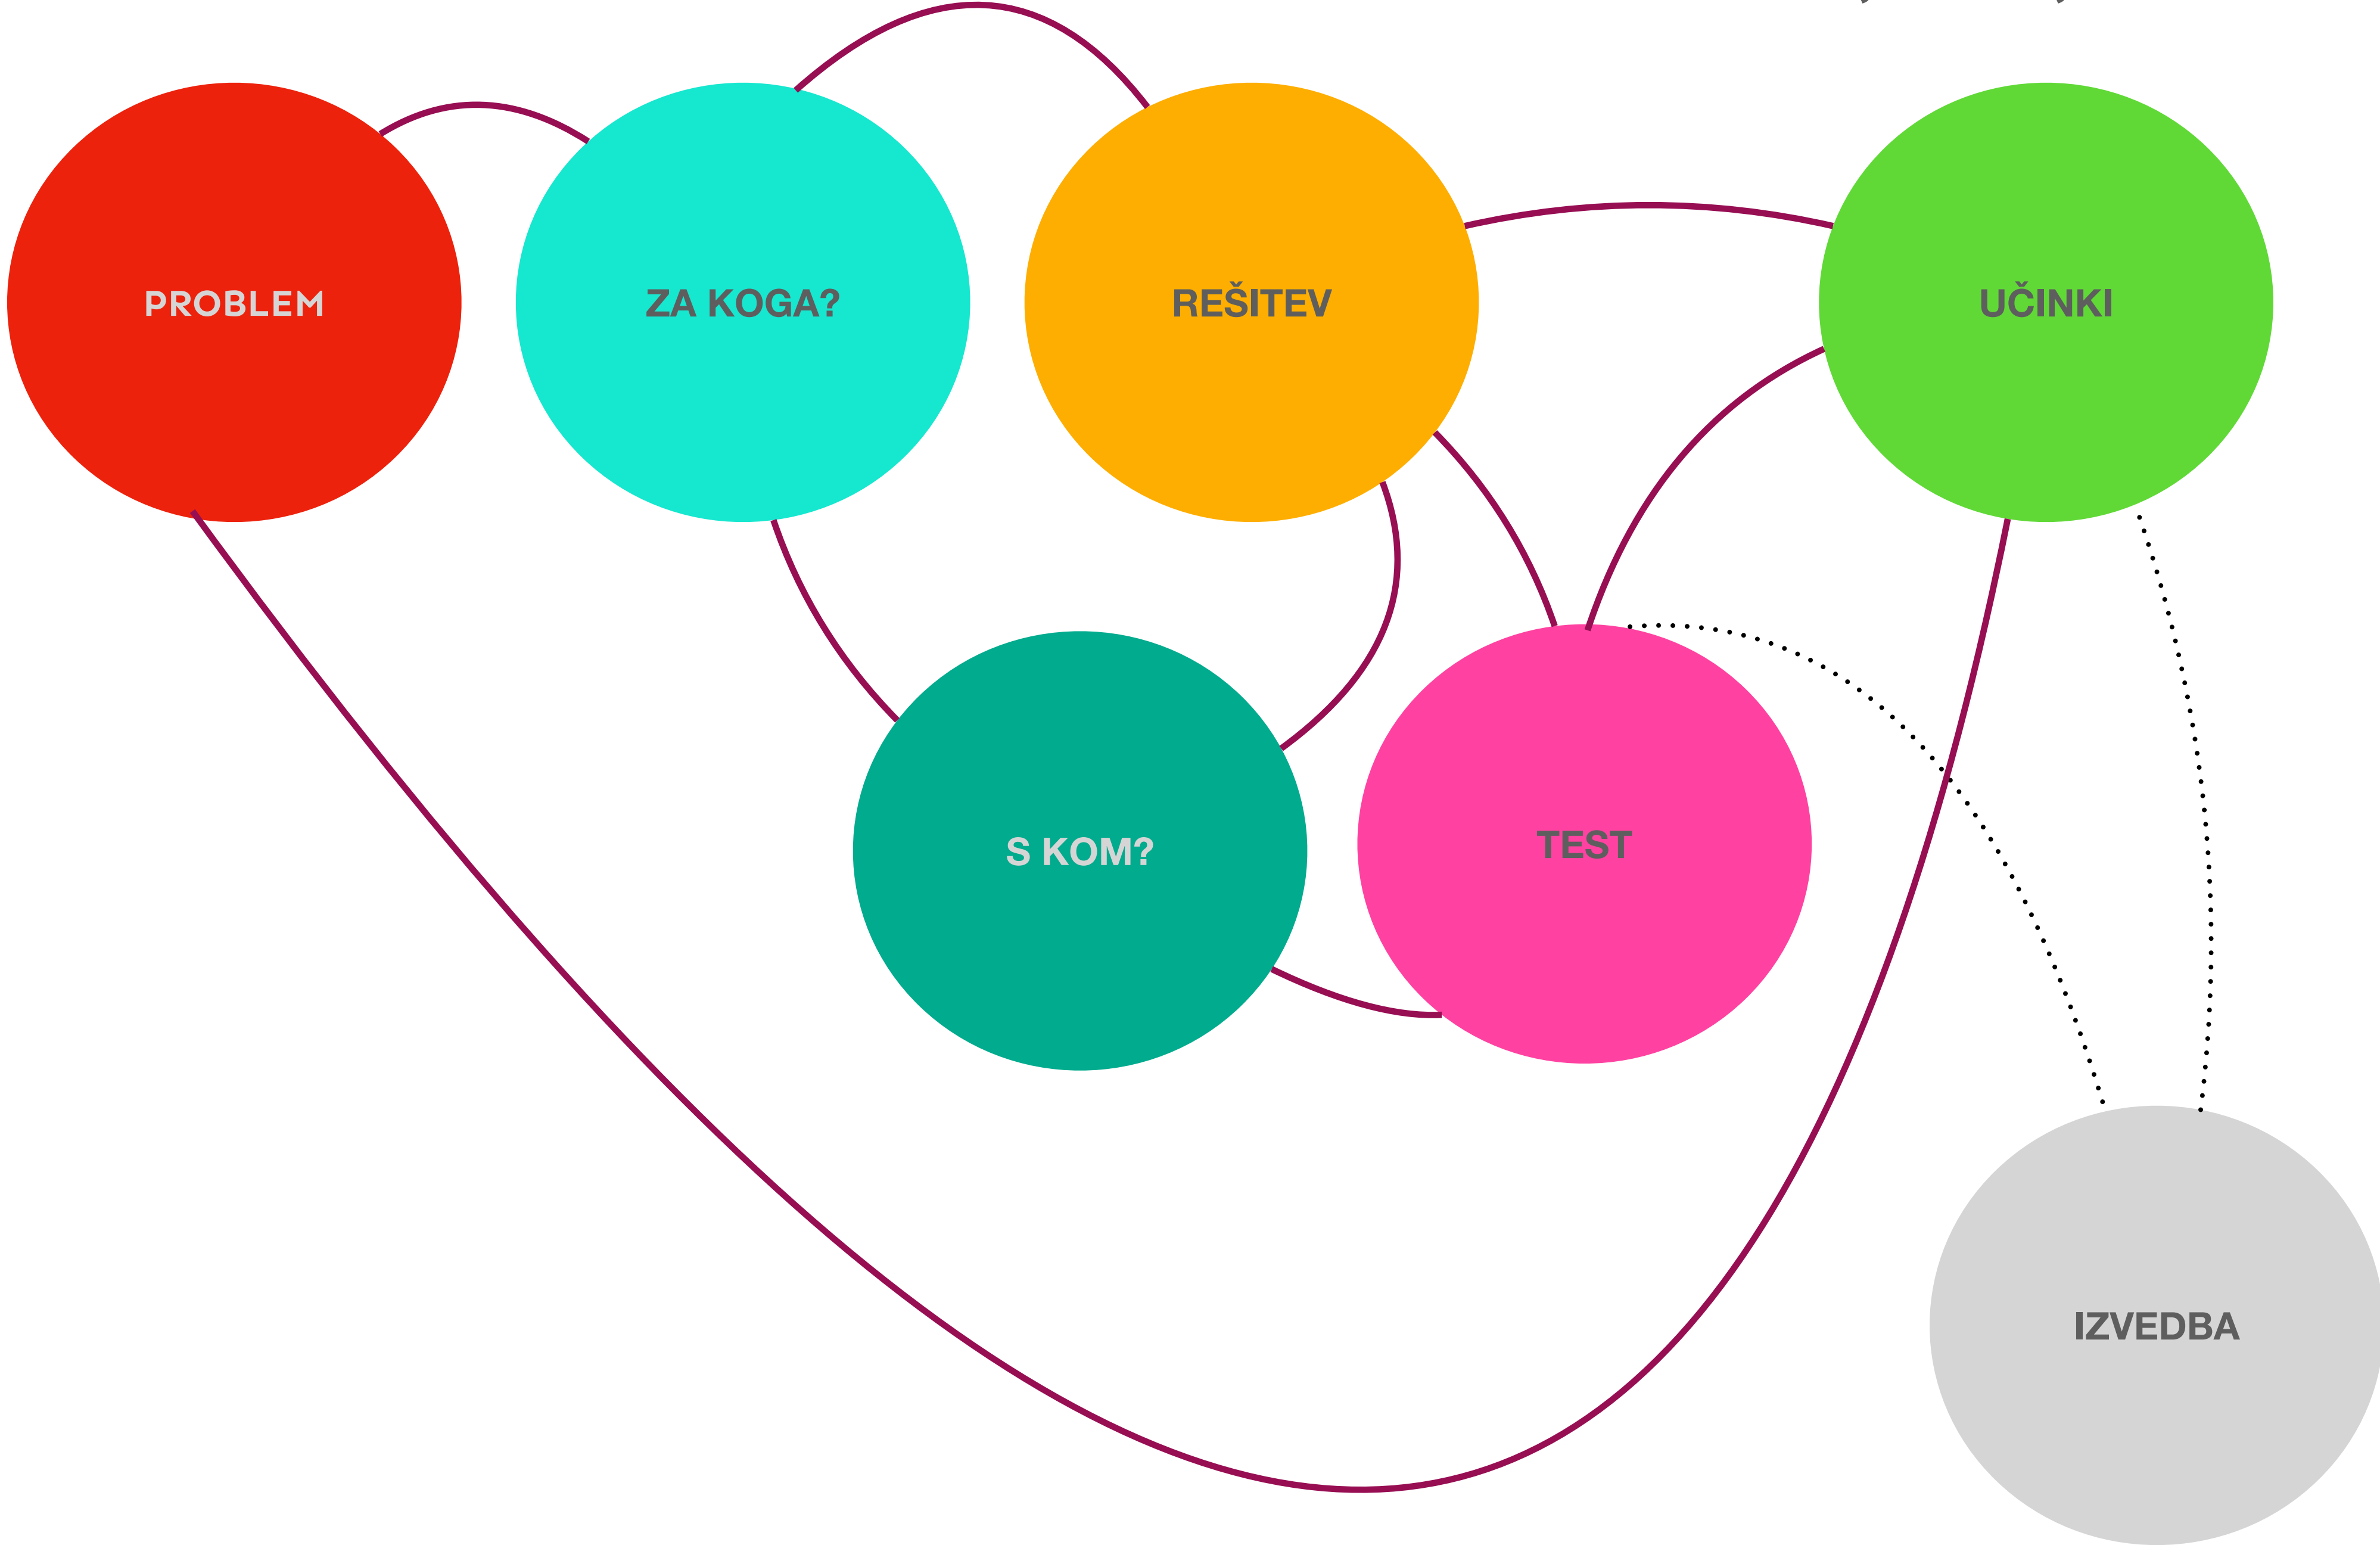 PROBLEM
ZA KOGA?
REŠITEV
UČINKI
S KOM?
TEST
IZVEDBA